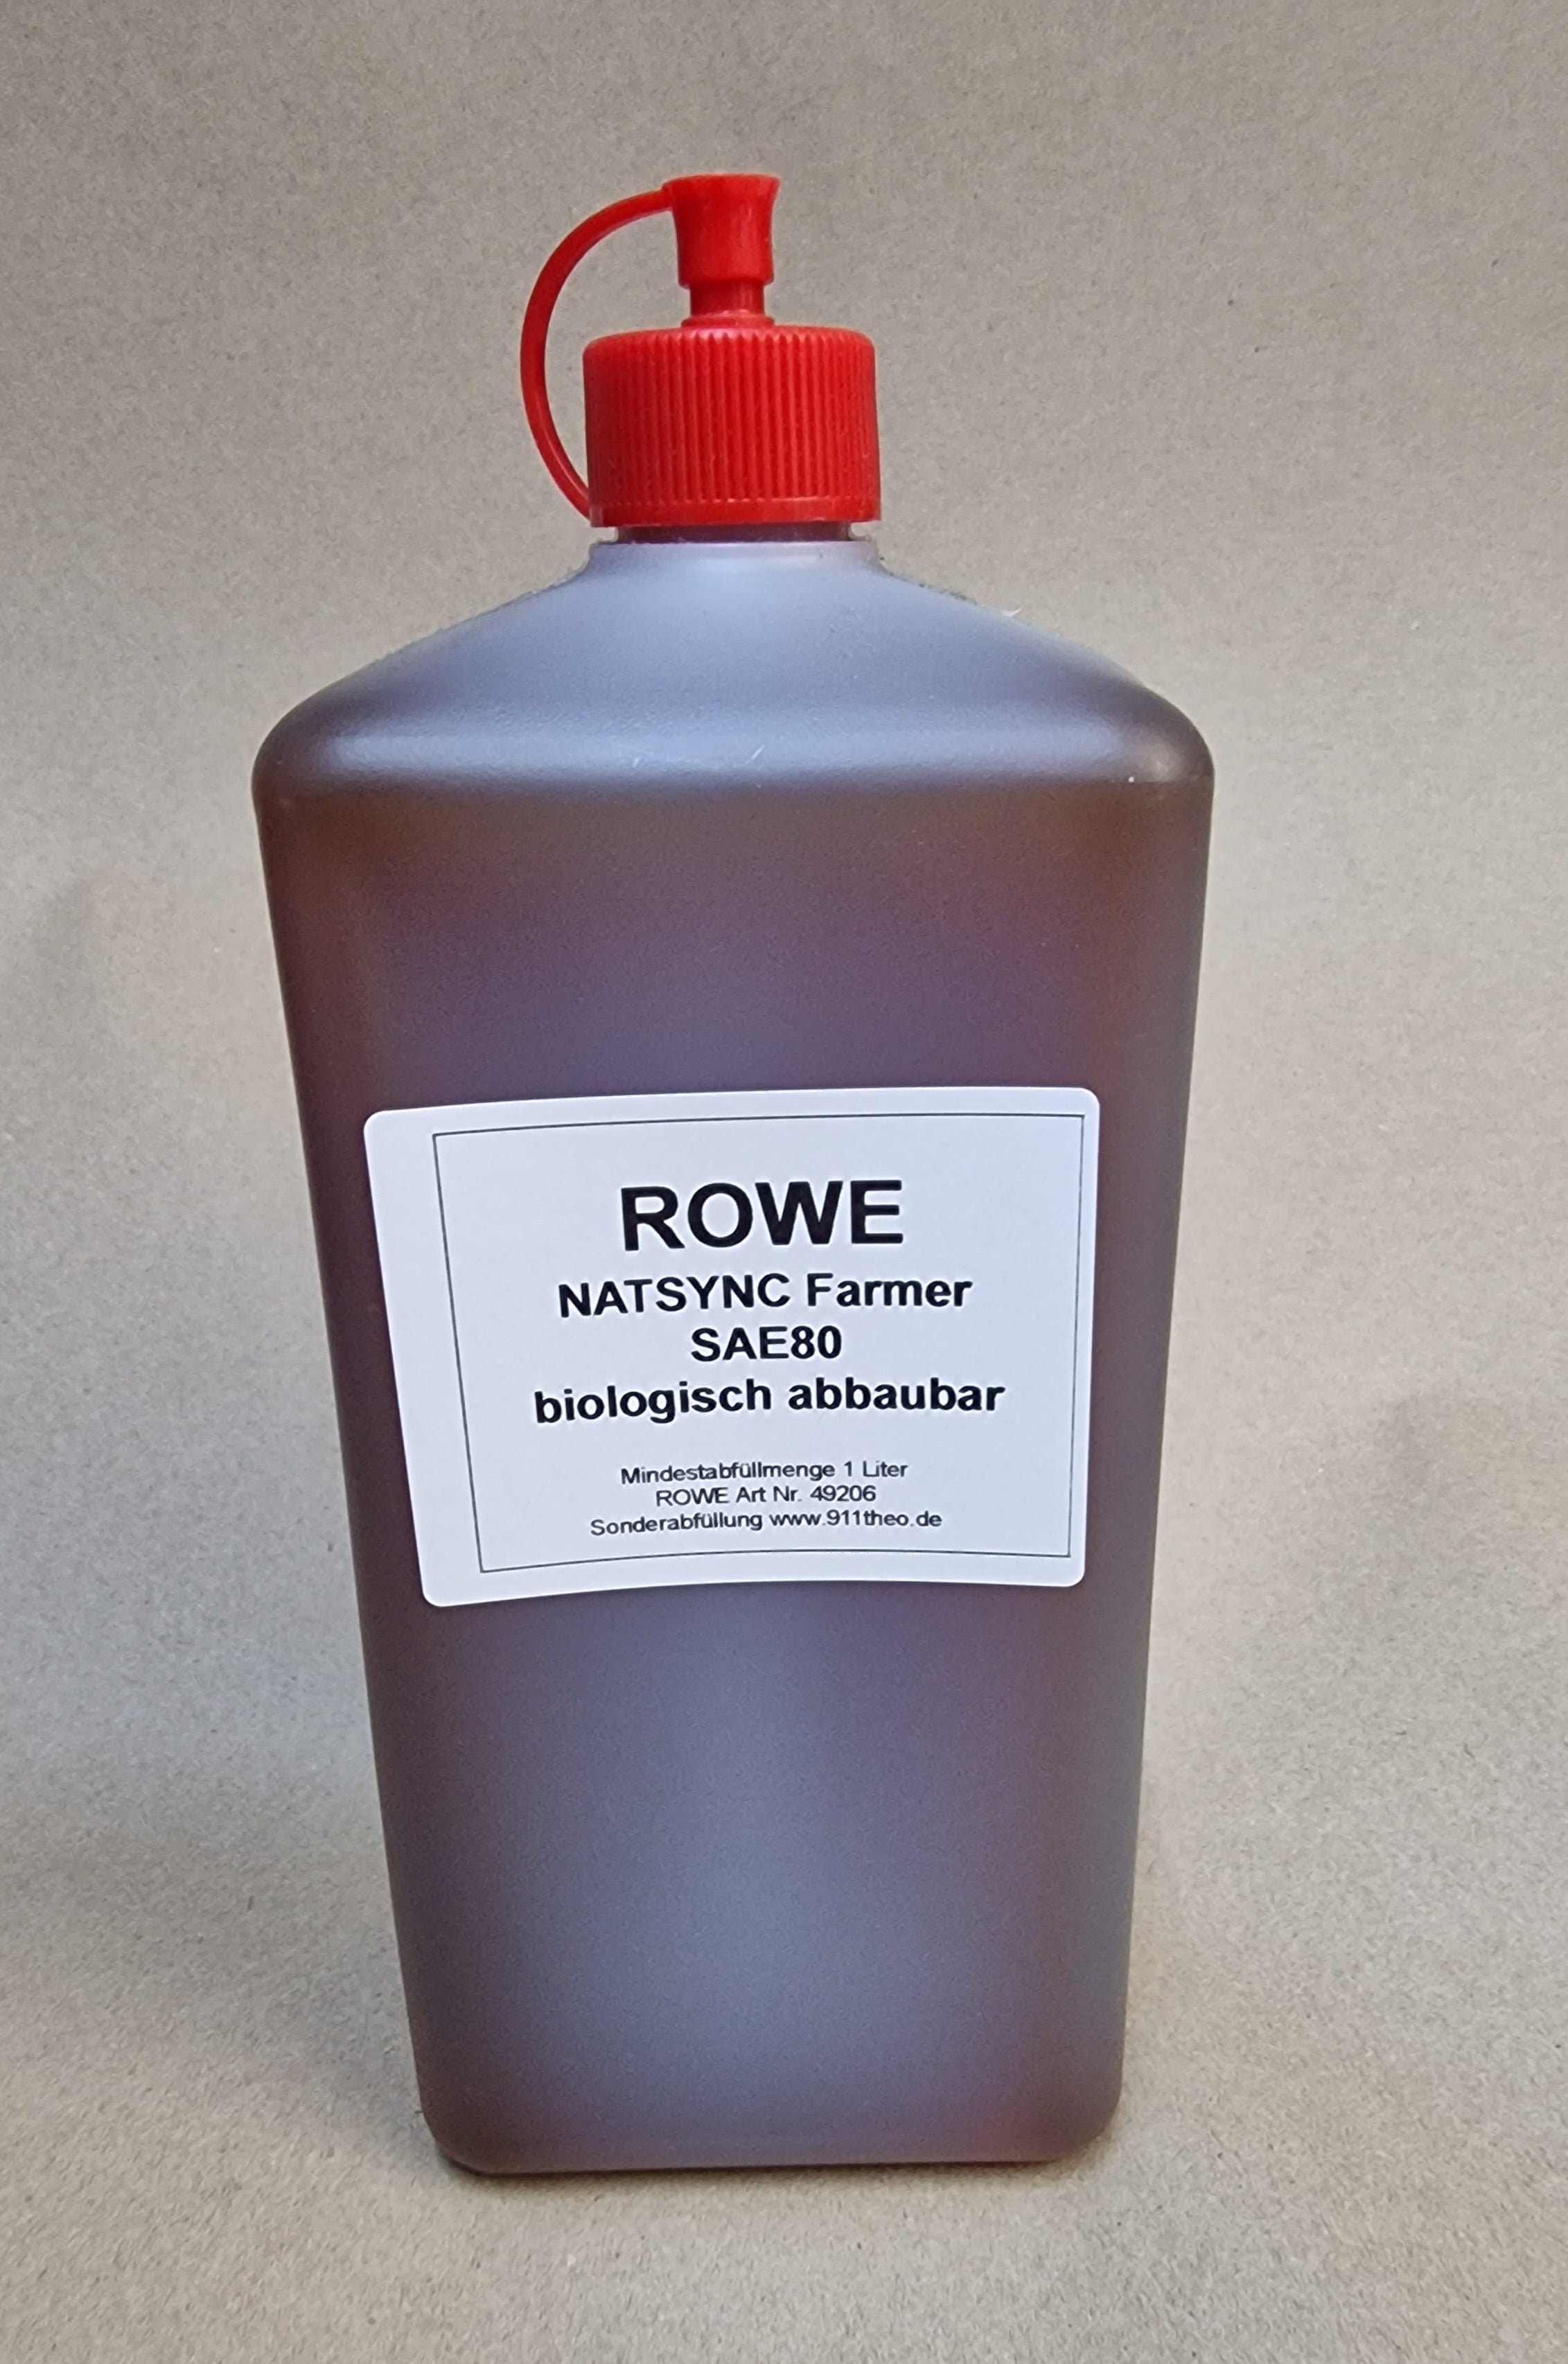 ROWE
NATSYNC Farmer
SAE80
biologisch abbaubar
Mindestabfüllmenge 1 Liter
ROWE Art Nr. 49206
Sonderabfüllung www.911theo.de